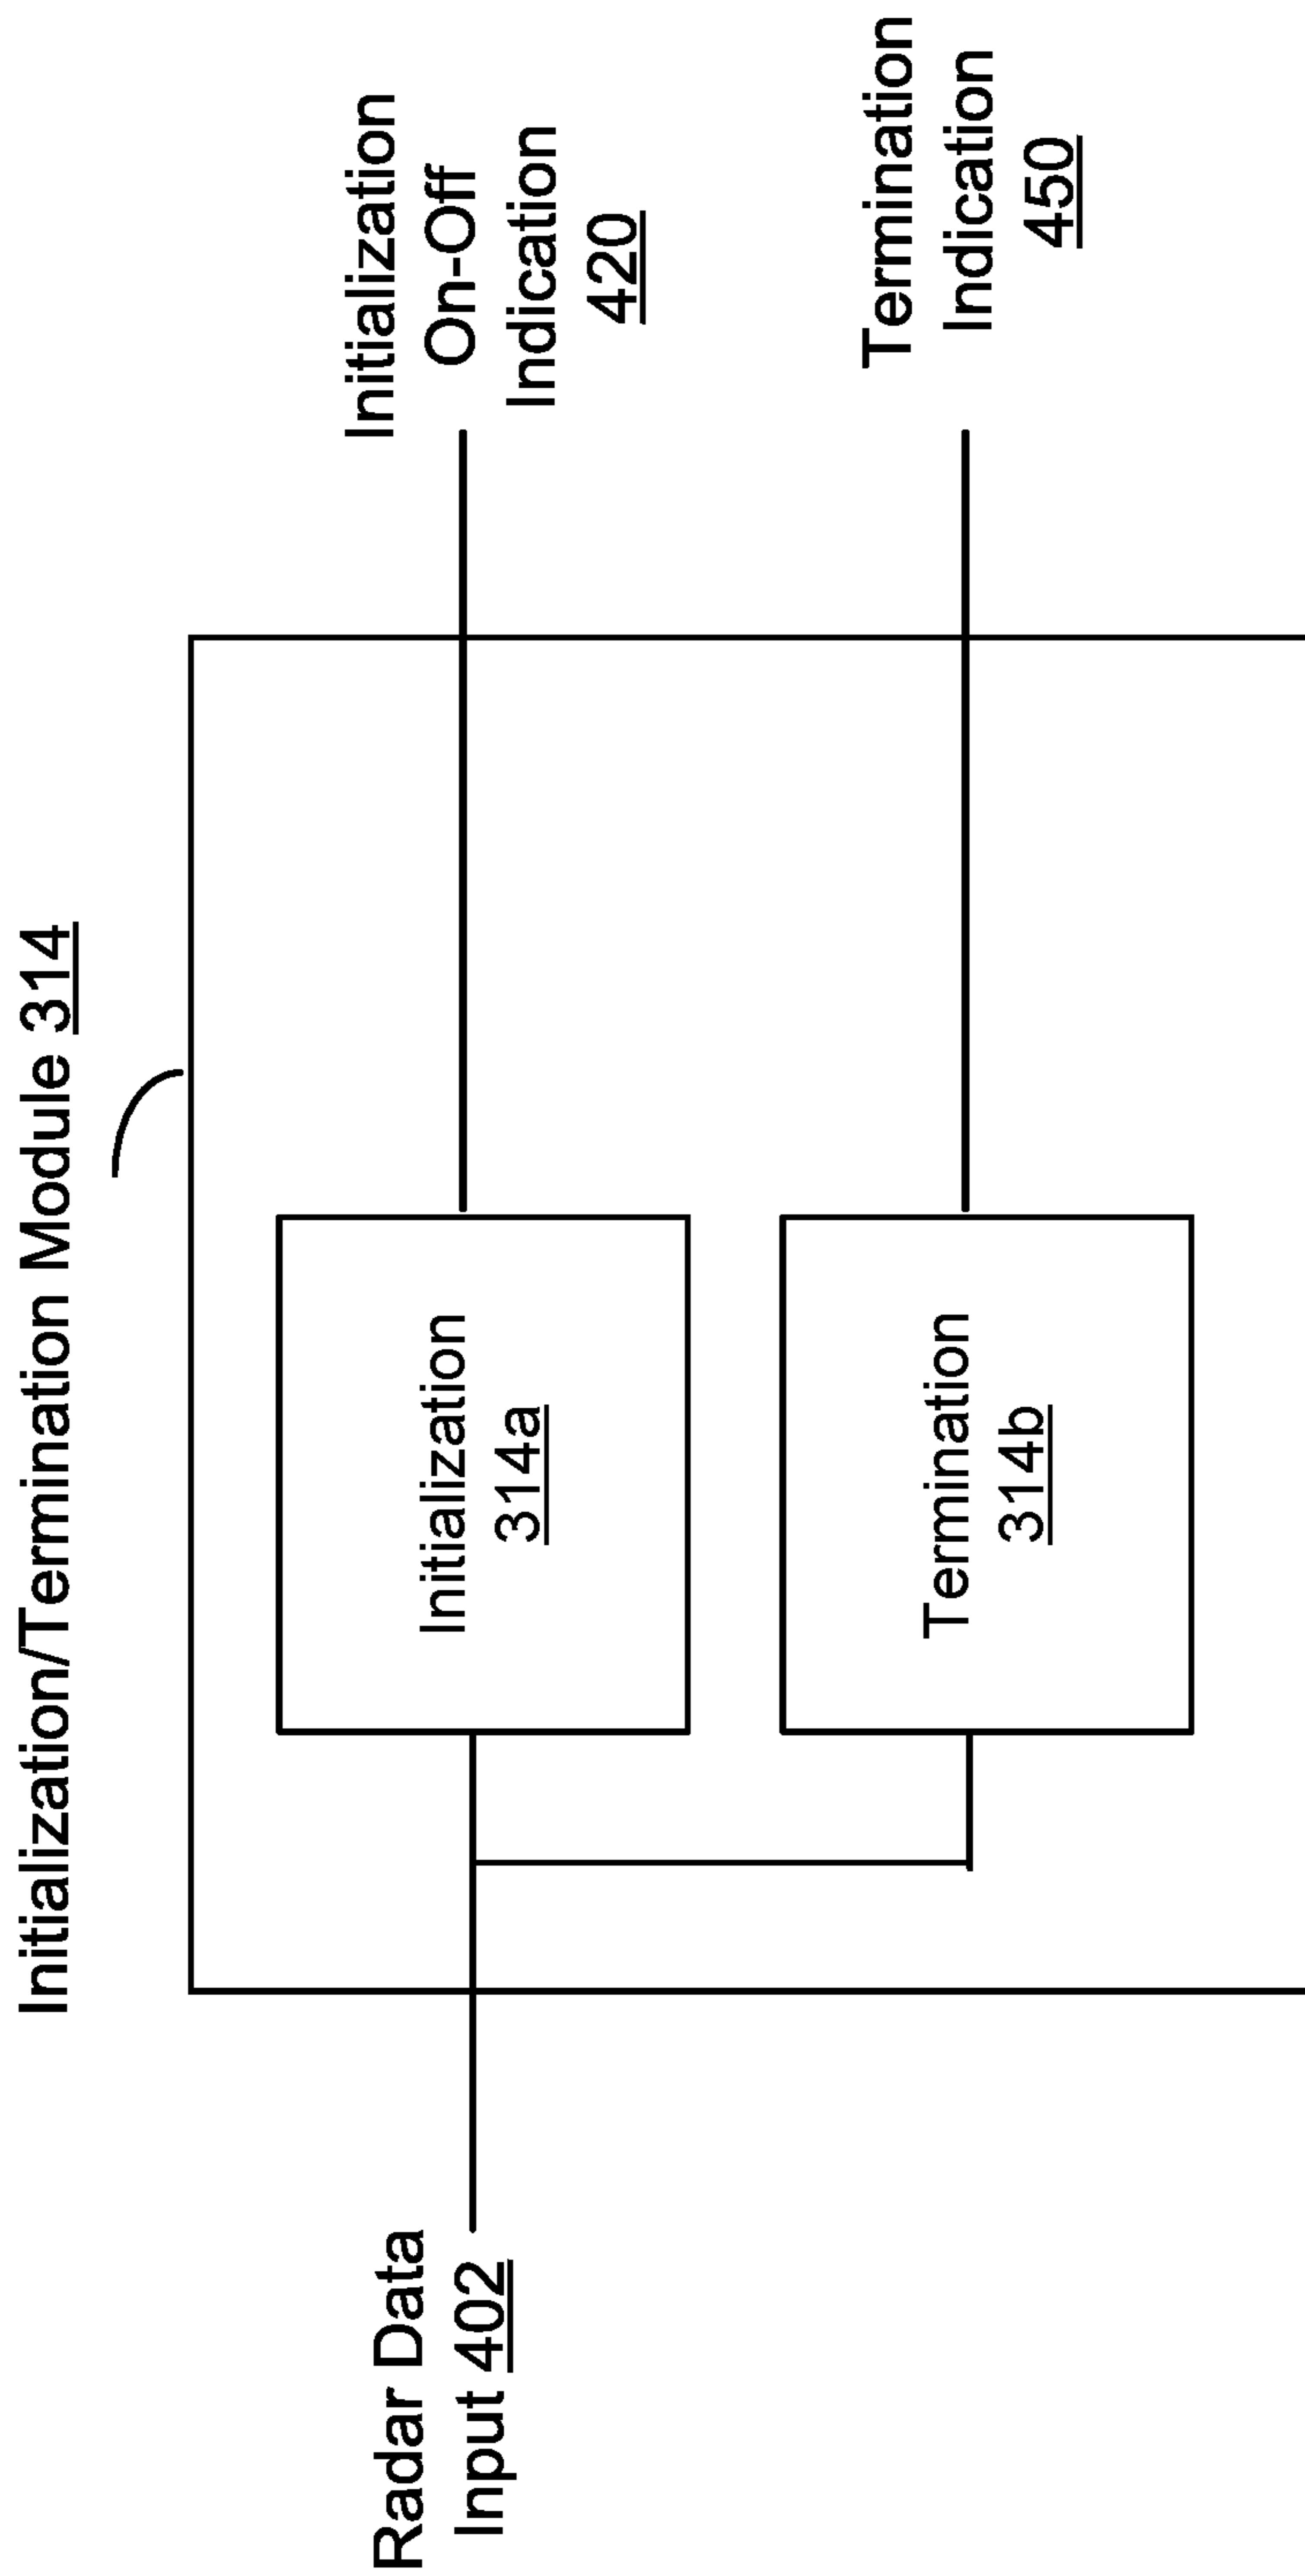 Initialization/Termination Module 314
Radar Data
Input 402
Initialization
314a
Initialization
On-Off
Indication
420
Termination
314b
Termination
Indication
450